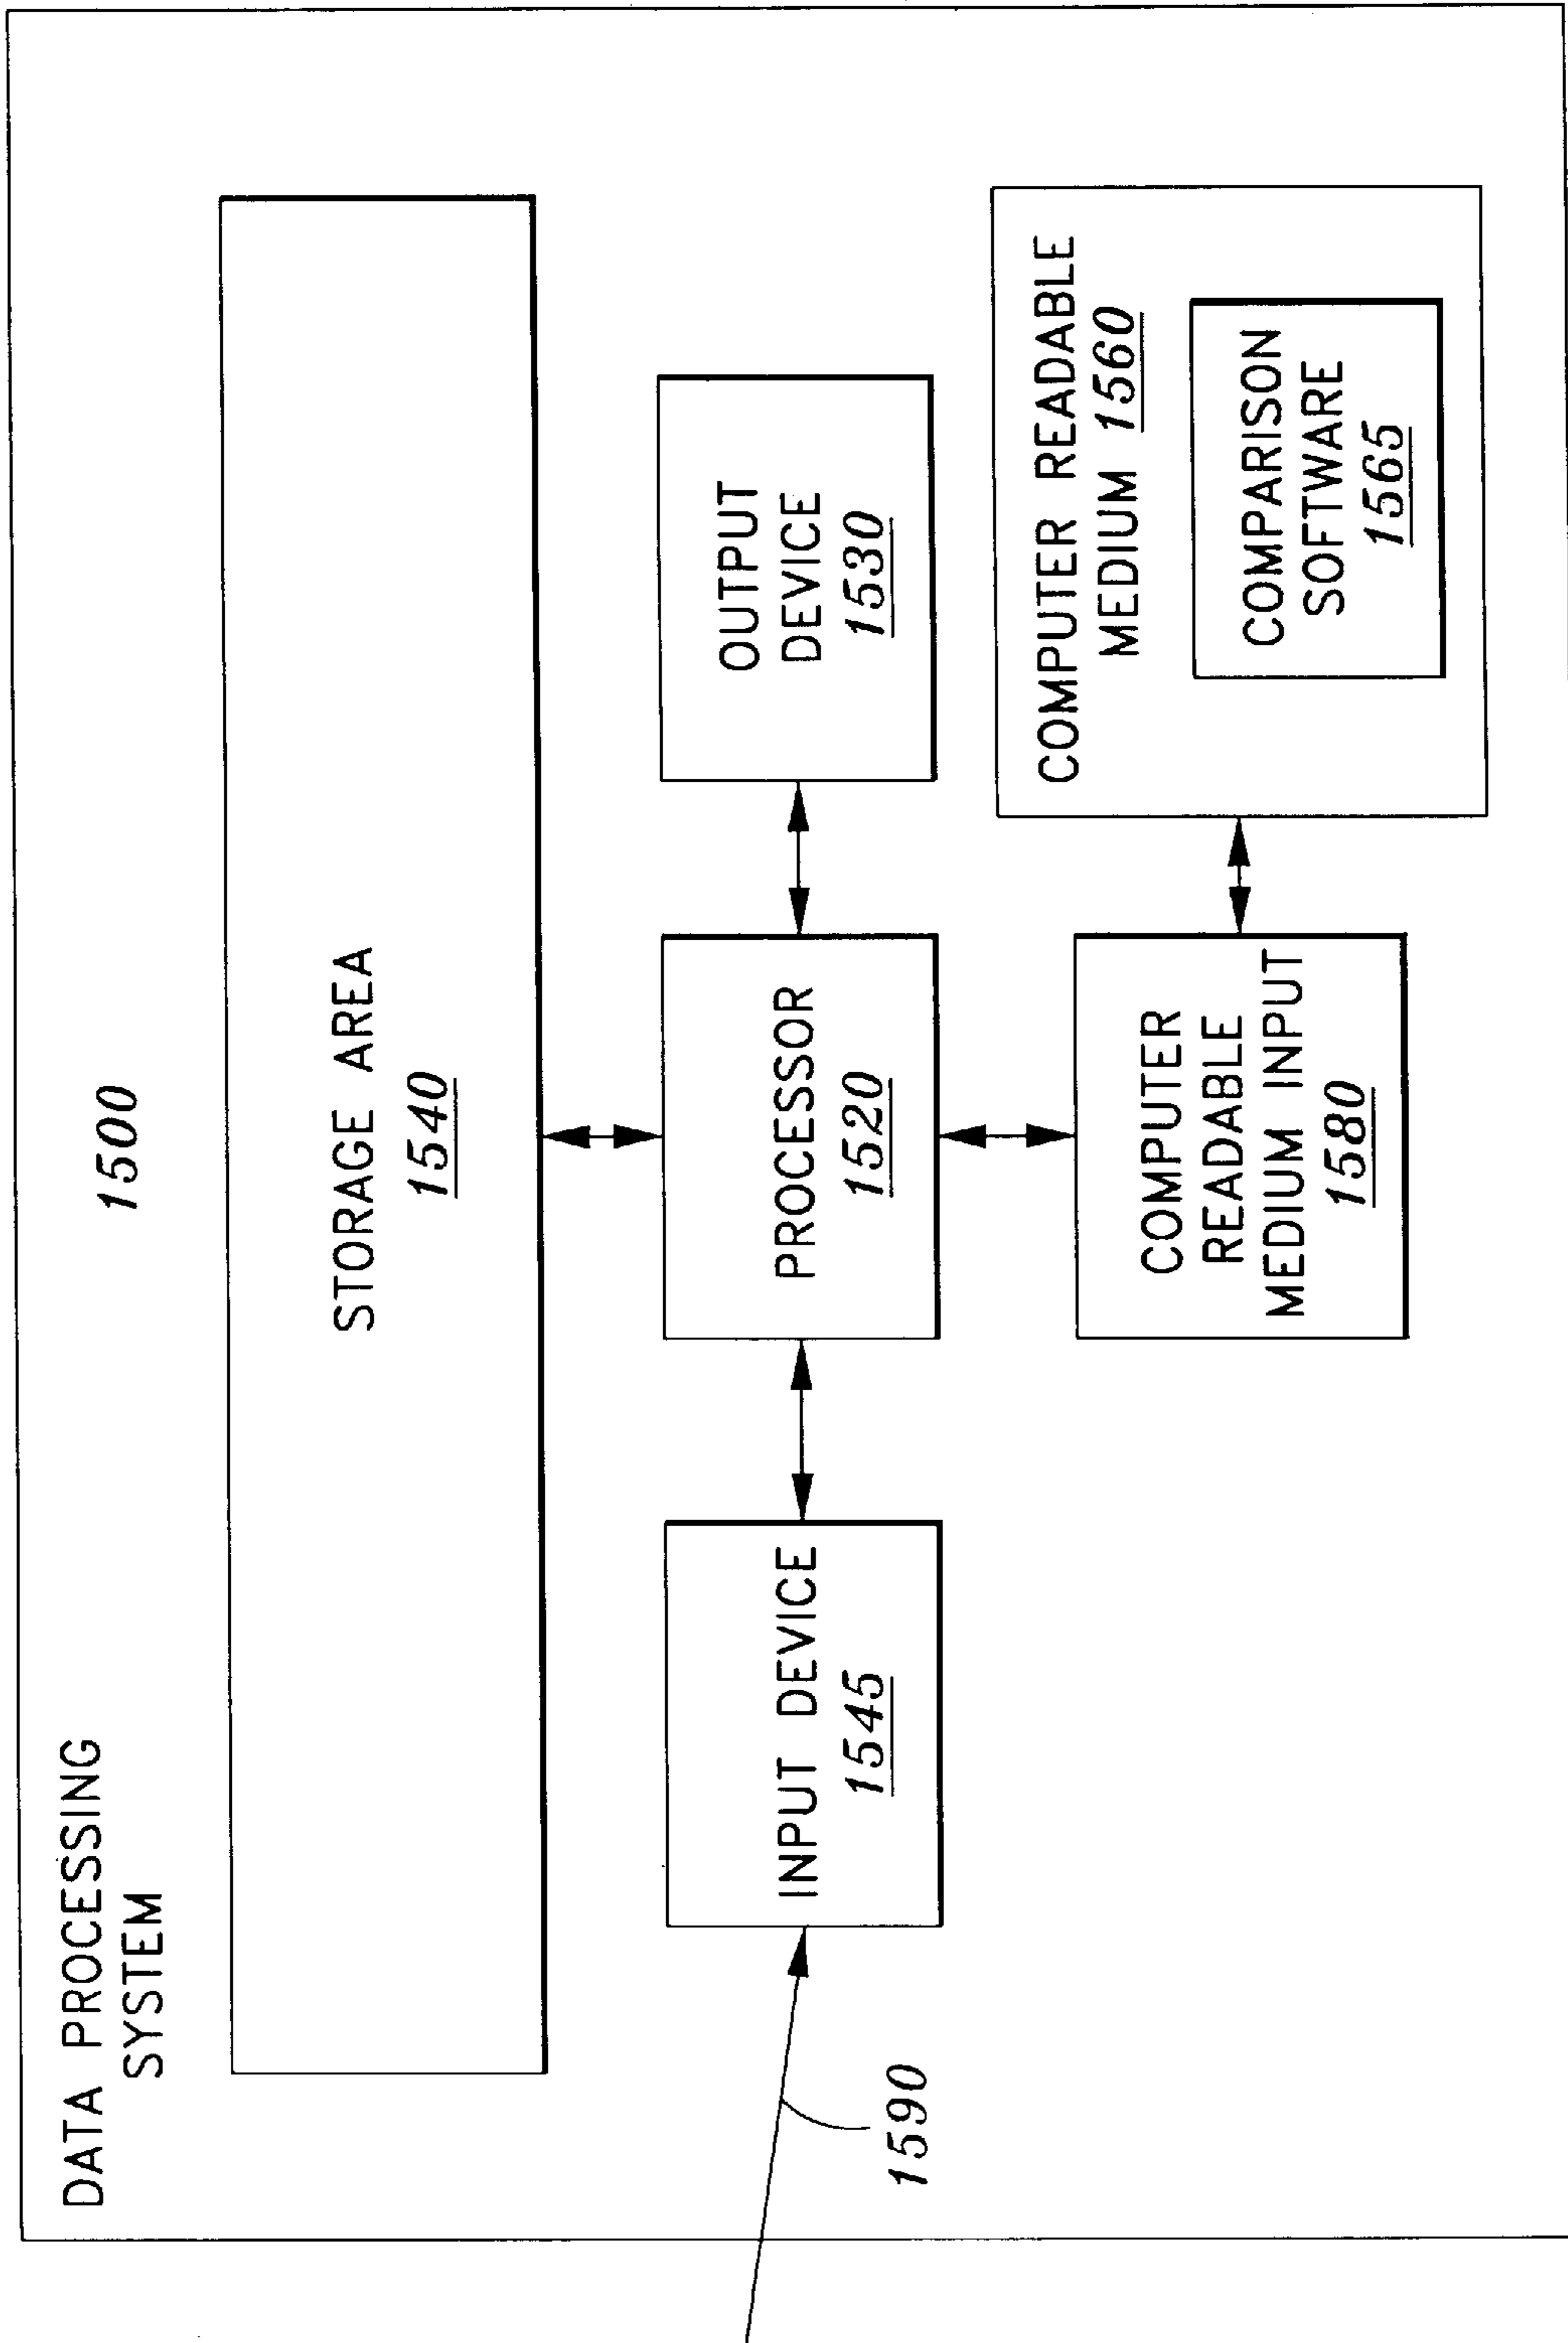 DATA PROCESSING
SYSTEM
1500
STORAGE AREA
1540
INPUT DEVICE
1545
PROCESSOR
1520
OUTPUT
DEVICE
1530
1590
COMPUTER
READABLE
MEDIUM INPUT
1580
COMPUTER READABLE
MEDIUM 1560
COMPARISON
SOFTWARE
1565